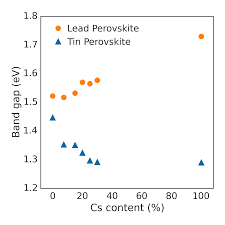 1.8
Lead Perovskite
Tin Perovskite
1.7
1.6
1.5
1.4
1.3
1.2
Band gap (eV)
0 20 40 60 80 100
Cs content (%)